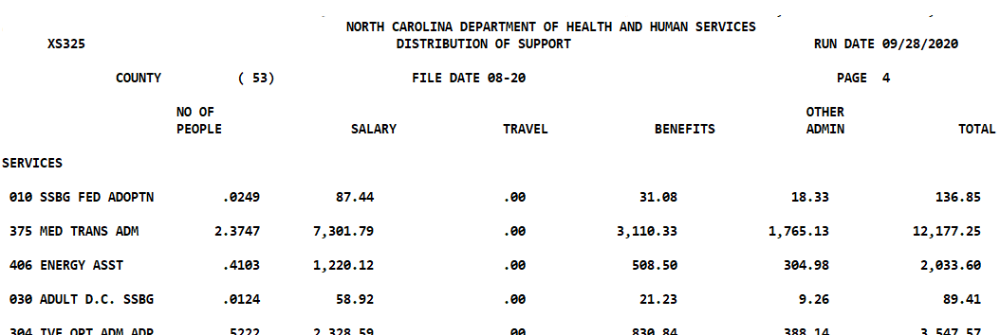 NORTH CAROLINA DEPARTMENT OF HEALTH AND HUMAN SERVICES
XS325 DISTRIBUTION OF SUPPORT RUN DATE 09/28/2020
COUNTY ( 53) FILE DATE 08-20 PAGE 4
NO OF OTHER
PEOPLE SALARY TRAVEL BENEFITS ADMIN TOTAL
SERVICES
010 SSBG FED ADOPTN .0249 87.44 .00 31.08 18.33 136.85
375 MED TRANS ADM 2.3747 7,301.79 .00 3,110.33 1,765.13 12,177.25
406 ENERGY ASST .4103 1,220.12 .00 508.50 304.98 2,033.60
030 ADULT D.C. SSBG .0124 58.92 .00 21.23 9.26 89.41
304 IVE OPT ADM ADP .5222 2,328.59 .00 830.84 388.14 3,547.57